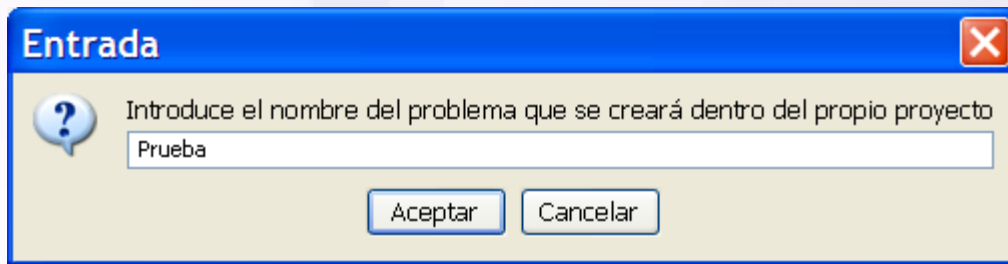 Entrada
Introduce el nombre del problema que se creará dentro del propio proyecto
Prueba
Aceptar Cancelar